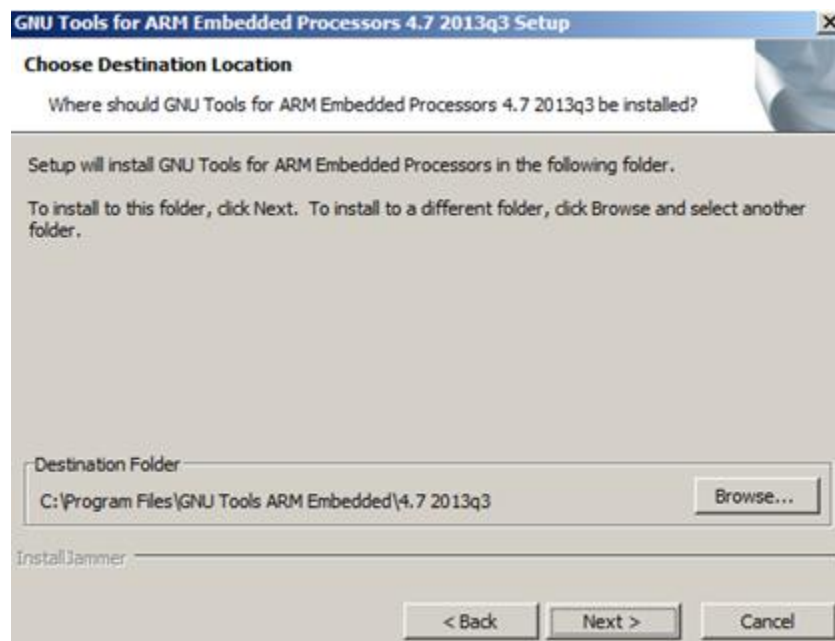 GNU Tools for ARM Embedded Processors 4.7 2013q3 Setup
Choose Destination Location
Where should GNU Tools for ARM Embedded Processors 4.7 2013q3 be installed?
Setup will install GNU Tools for ARM Embedded Processors in the following folder.
To install to this folder, click Next. To install to a different folder, click Browse and select another
folder.
Destination Folder
C:\Program Files\GNU Tools ARM Embedded\4.7 2013q3
Browse...
InstallJammer
< Back
Next >
Cancel